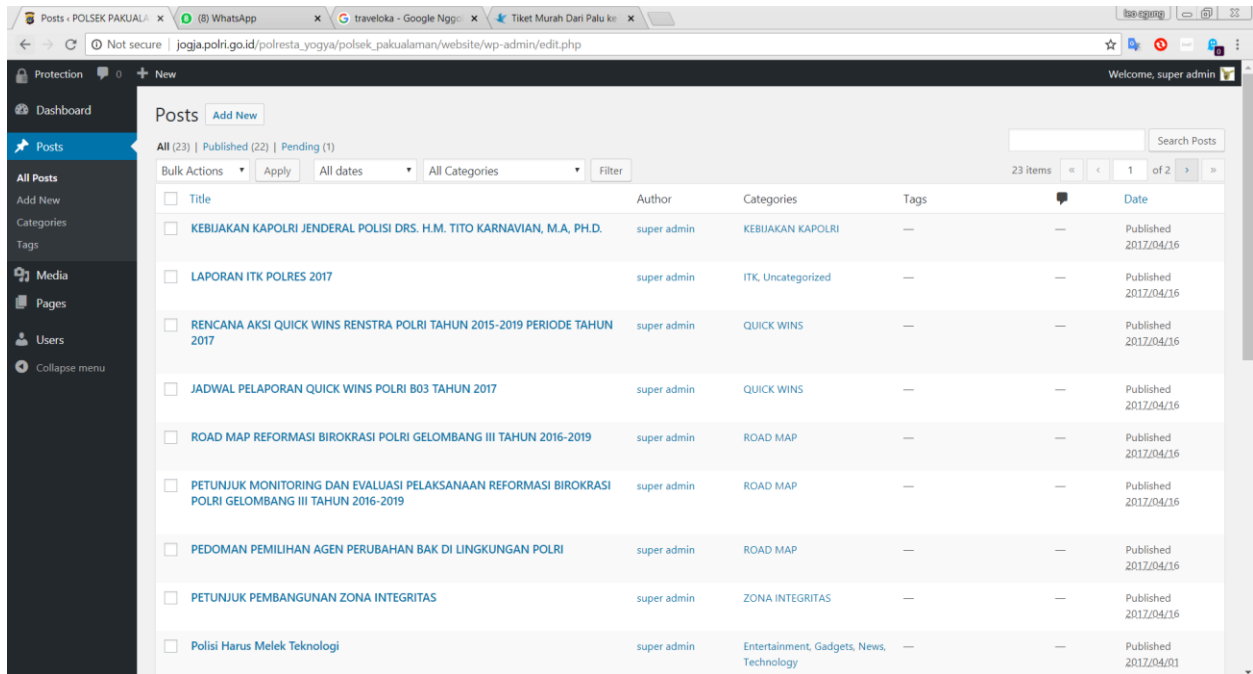 Posts ‹ POLSEK PAKUALA
(8) WhatsApp
traveloka - Google Ngga
Tiket Murah Dari Palu ke
Not secure | jogja.polri.go.id/polresta_yogya/polsek_pakualaman/website/wp-admin/edit.php
Protection 0 + New Welcome, super admin
Dashboard
Posts
All Posts
Add New
Categories
Tags
Media
Pages
Users
Collapse menu
Posts Add New
All (23) | Published (22) | Pending (1)
Search Posts
Bulk Actions Apply All dates All Categories Filter 23 items « ‹ 1 of 2 › »
Title Author Categories Tags Date
KEBIJAKAN KAPOLRI JENDERAL POLISI DRS. H.M. TITO KARNAVIAN, M.A, PH.D. super admin KEBIJAKAN KAPOLRI — — Published
2017/04/16
LAPORAN ITK POLRES 2017 super admin ITK, Uncategorized — — Published
2017/04/16
RENCANA AKSI QUICK WINS RENSTRA POLRI TAHUN 2015-2019 PERIODE TAHUN super admin QUICK WINS — — Published
2017 2017/04/16
JADWAL PELAPORAN QUICK WINS POLRI B03 TAHUN 2017 super admin QUICK WINS — — Published
2017/04/16
ROAD MAP REFORMASI BIROKRASI POLRI GELOMBANG III TAHUN 2016-2019 super admin ROAD MAP — — Published
2017/04/16
PETUNJUK MONITORING DAN EVALUASI PELAKSANAAN REFORMASI BIROKRASI super admin ROAD MAP — — Published
POLRI GELOMBANG III TAHUN 2016-2019 2017/04/16
PEDOMAN PEMILIHAN AGEN PERUBAHAN BAK DI LINGKUNGAN POLRI super admin ROAD MAP — — Published
2017/04/16
PETUNJUK PEMBANGUNAN ZONA INTEGRITAS super admin ZONA INTEGRITAS — — Published
2017/04/16
Polisi Harus Melek Teknologi super admin Entertainment, Gadgets, News, — — Published
Technology 2017/04/01